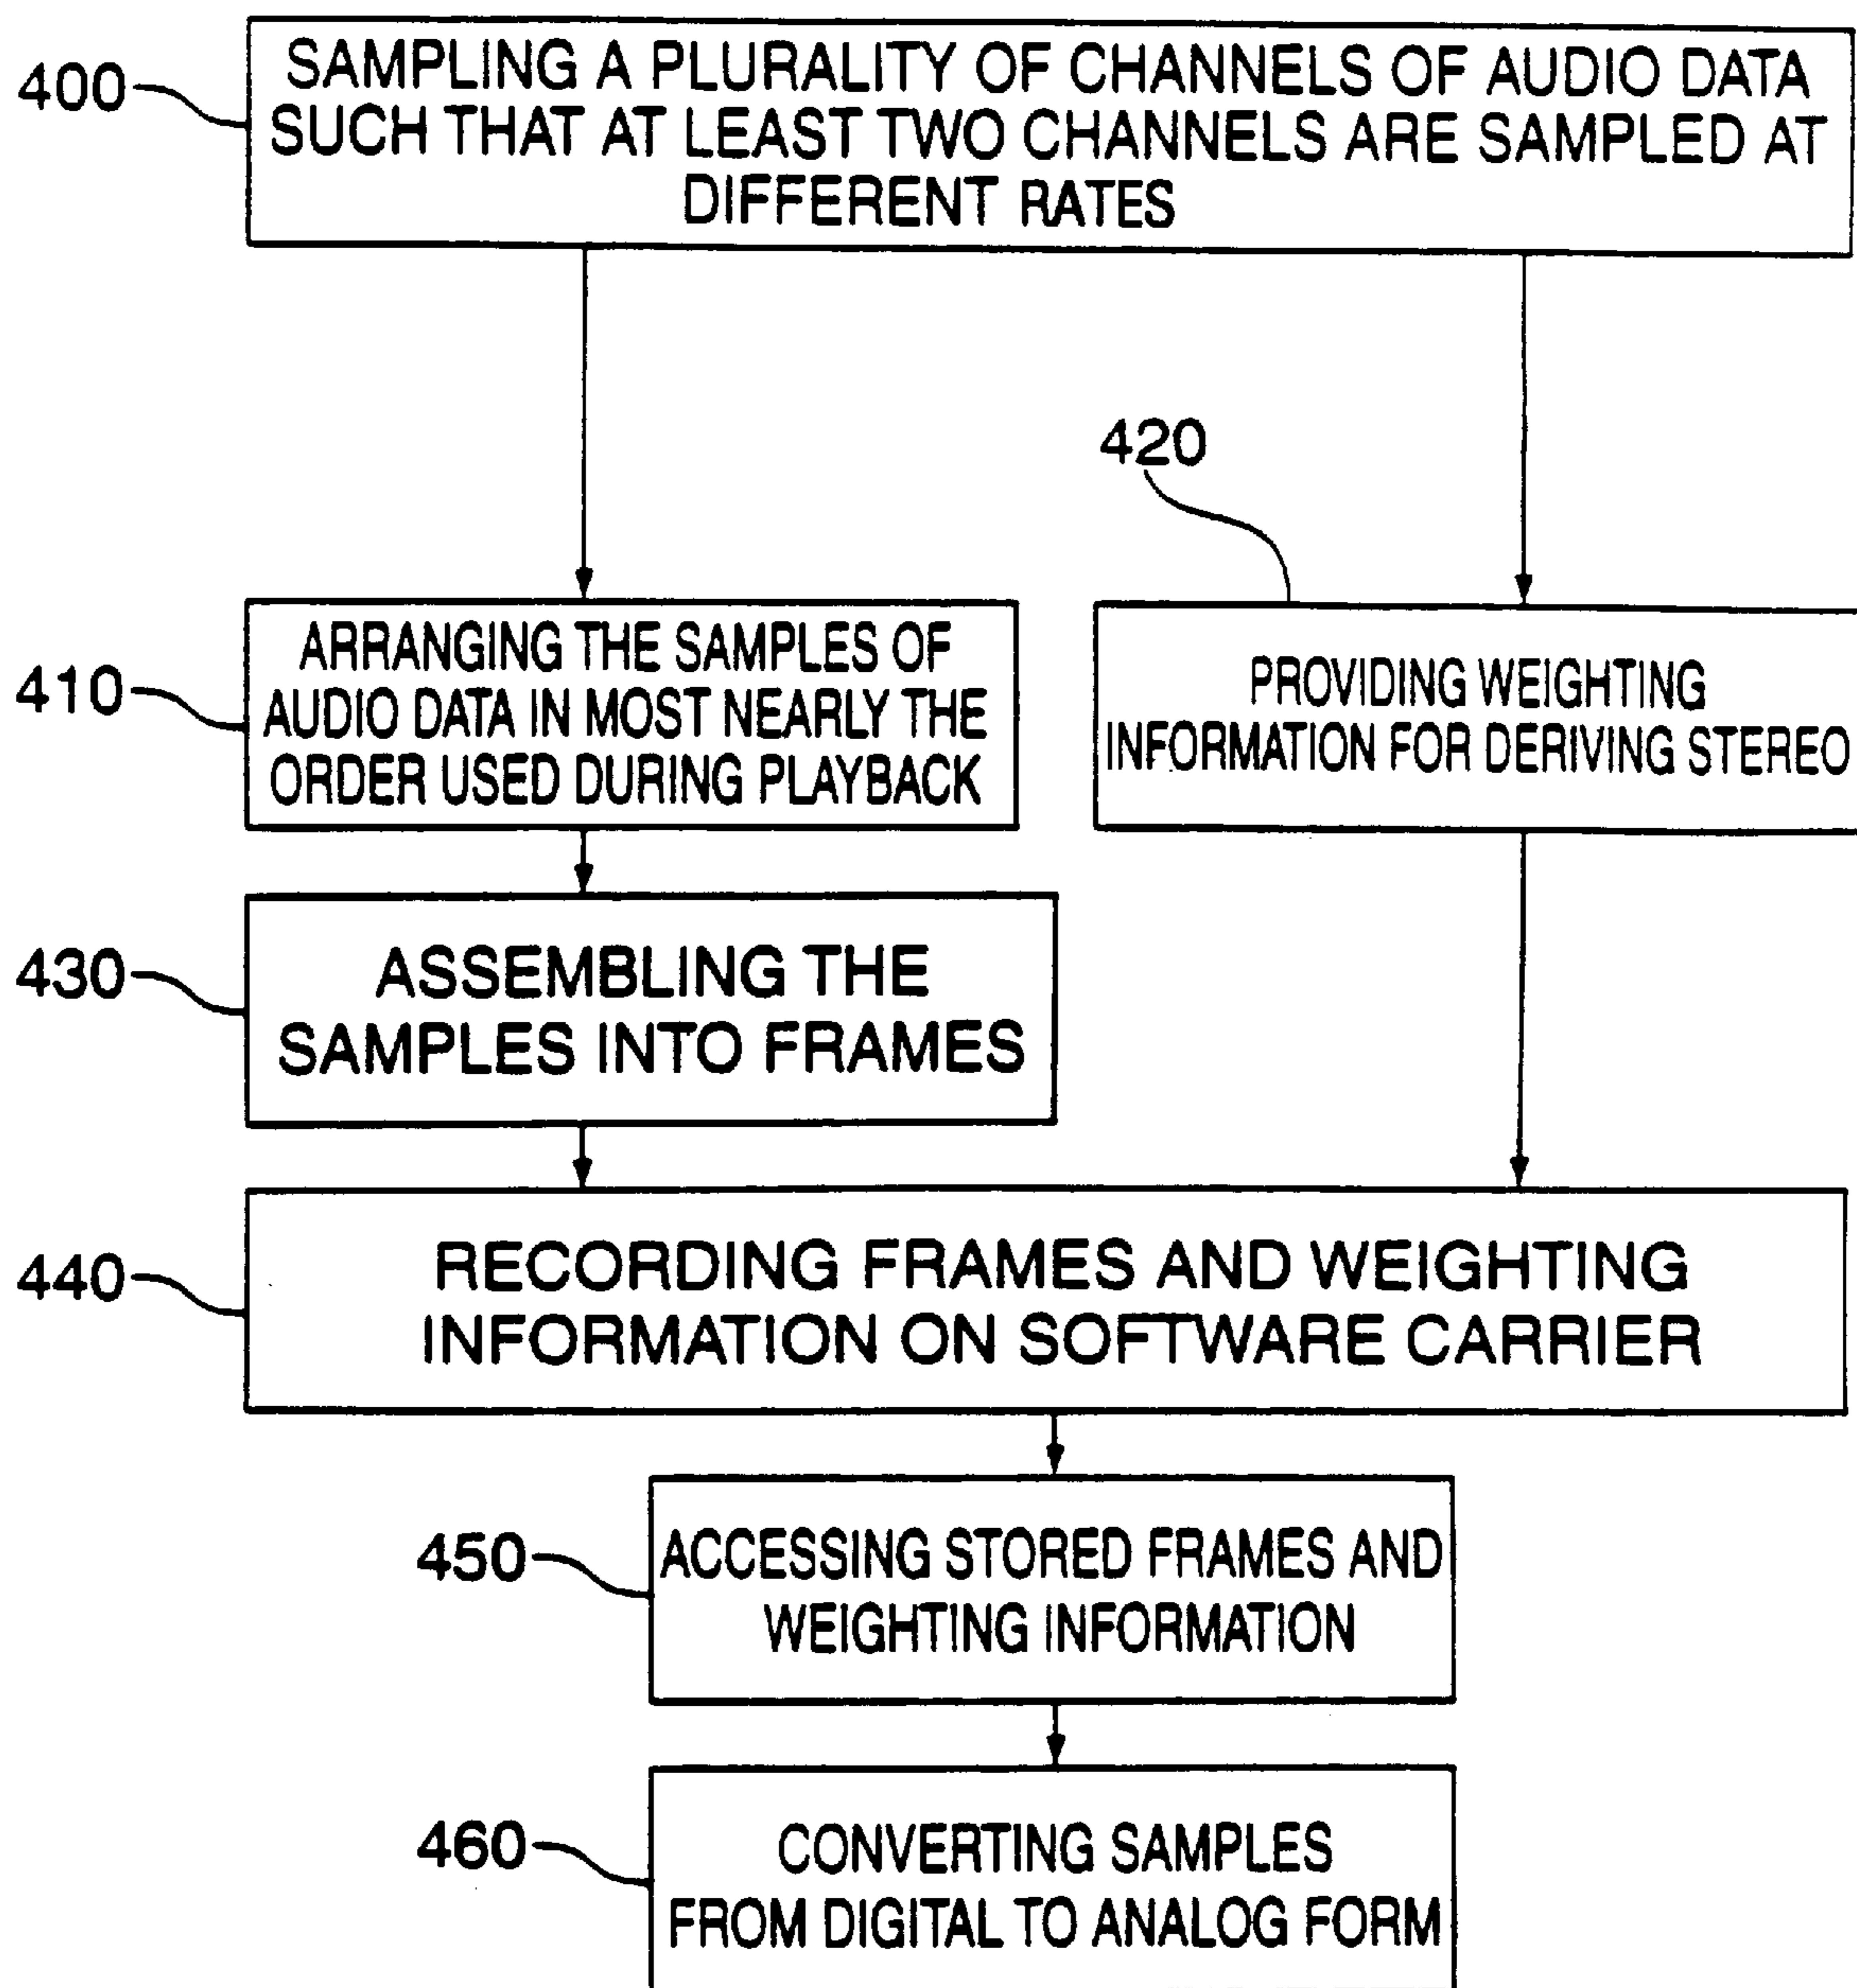 400
SAMPLING A PLURALITY OF CHANNELS OF AUDIO DATA
SUCH THAT AT LEAST TWO CHANNELS ARE SAMPLED AT
DIFFERENT RATES
420
410
ARRANGING THE SAMPLES OF
AUDIO DATA IN MOST NEARLY THE
ORDER USED DURING PLAYBACK
PROVIDING WEIGHTING
INFORMATION FOR DERIVING STEREO
430
ASSEMBLING THE
SAMPLES INTO FRAMES
440
RECORDING FRAMES AND WEIGHTING
INFORMATION ON SOFTWARE CARRIER
450
ACCESSING STORED FRAMES AND
WEIGHTING INFORMATION
460
CONVERTING SAMPLES
FROM DIGITAL TO ANALOG FORM